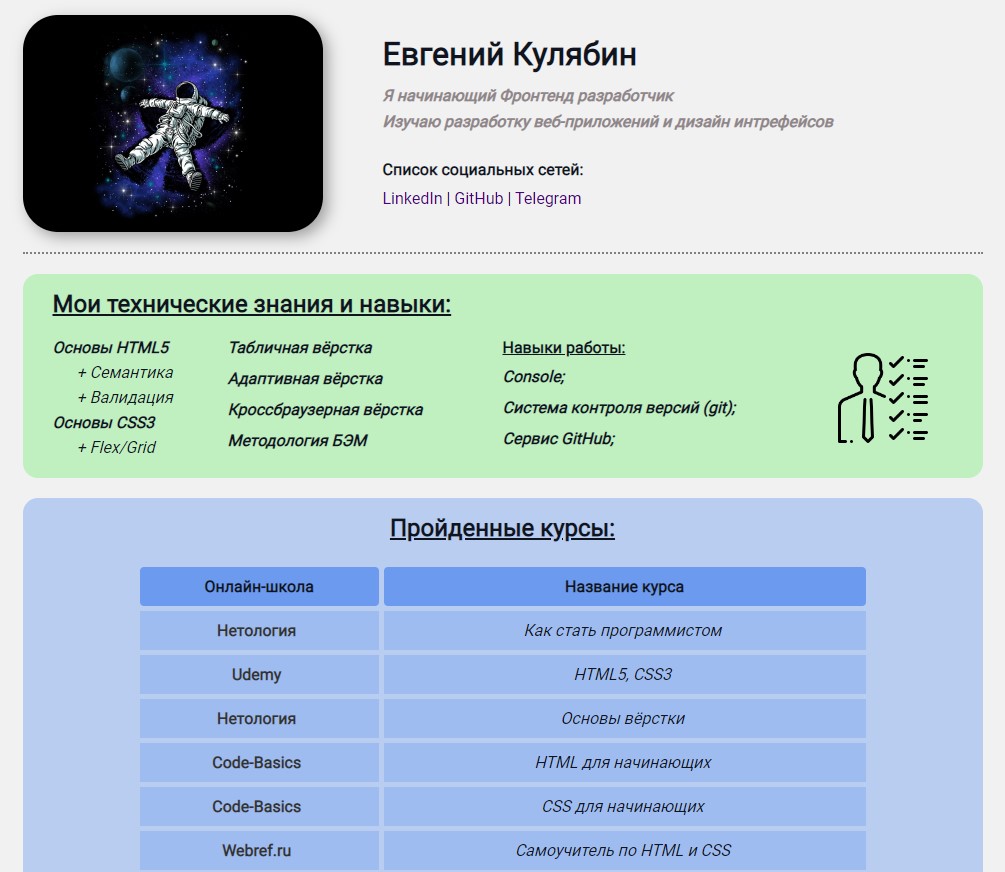 Евгений Кулябин
Я начинающий Фронтенд разработчик
Изучаю разработку веб-приложений и дизайн интрефейсов
Список социальных сетей:
LinkedIn | GitHub | Telegram
Мои технические знания и навыки:
Основы HTML5
+ Семантика
+ Валидация
Основы CSS3
+ Flex/Grid
Табличная вёрстка
Адаптивная вёрстка
Кроссбраузерная вёрстка
Методология БЭМ
Навыки работы:
Console;
Система контроля версий (git);
Сервис GitHub;
Пройденные курсы:
Онлайн-школа Название курса
Нетология Как стать программистом
Udemy HTML5, CSS3
Нетология Основы вёрстки
Code-Basics HTML для начинающих
Code-Basics CSS для начинающих
Webref.ru Самоучитель по HTML и CSS